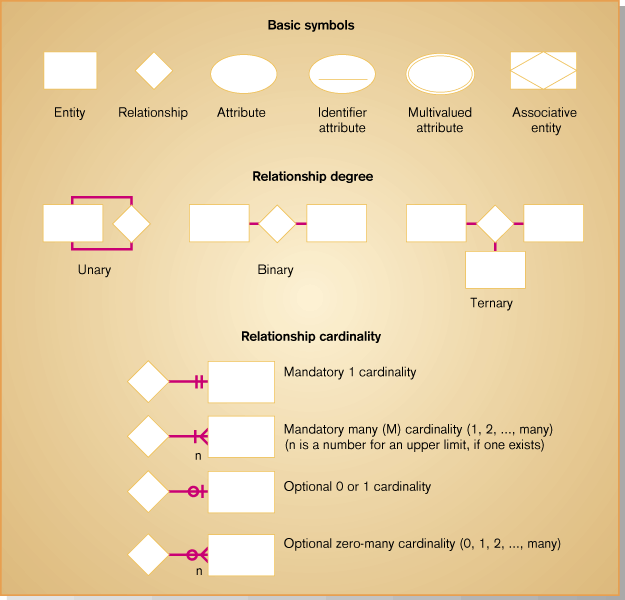 Basic symbols
Entity
Relationship
Attribute
Identifier
attribute
Multivalued
attribute
Associative
entity
Relationship degree
Unary
Binary
Ternary
Relationship cardinality
Mandatory 1 cardinality
Mandatory many (M) cardinality (1, 2, ..., many)
(n is a number for an upper limit, if one exists)
n
Optional 0 or 1 cardinality
Optional zero-many cardinality (0, 1, 2, ..., many)
n